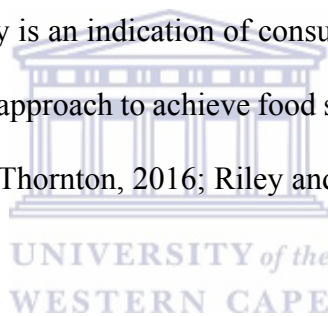 y is an indication of consu
approach to achieve food s
Thornton, 2016; Riley and
UNIVERSITY of the
WESTERN CAPE